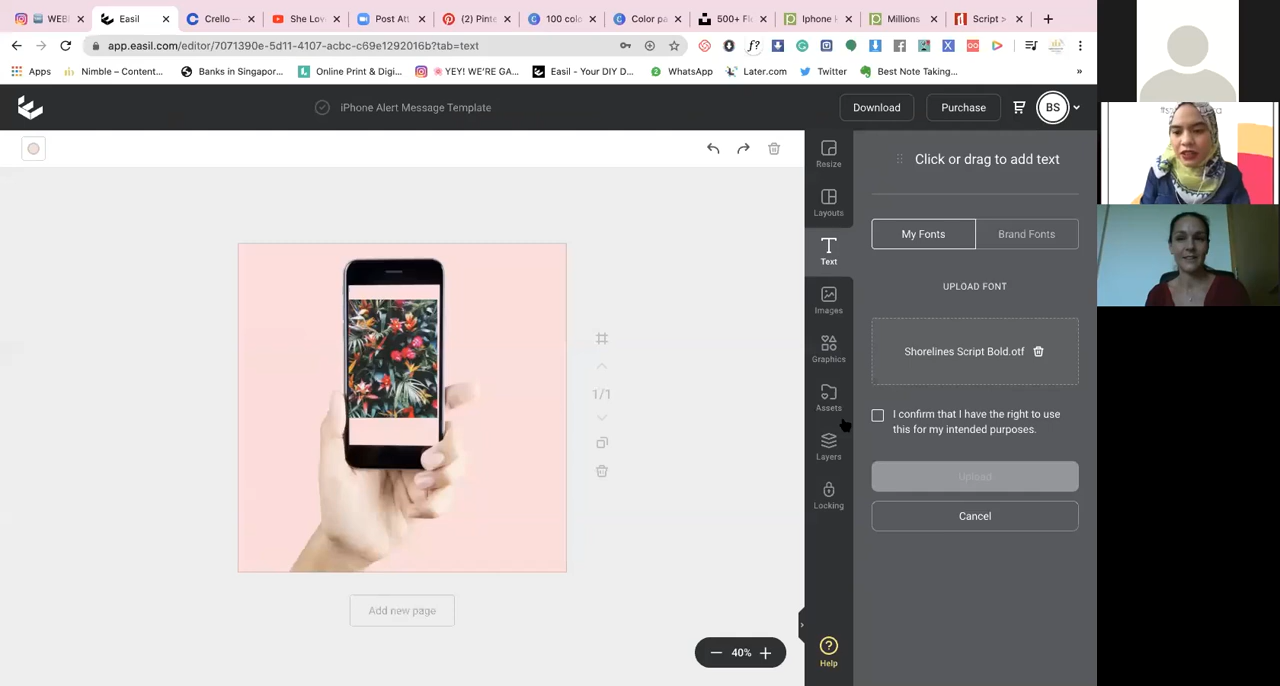 WEBI
Easil
Crello —
She Lov
Post Att
(2) Pinte
100 colo
Color pa
500+ Fl
Iphone H
Millions
Script >
app.easil.com/editor/7071390e-5d11-4107-acbc-c69e1292016b?tab=text
Apps
Nimble – Content...
Banks in Singapor...
Online Print & Digi...
YEY! WE'RE GA...
Easil - Your DIY D...
WhatsApp
Later.com
Twitter
Best Note Taking...
»
iPhone Alert Message Template
Download
Purchase
BS
Resize
Layouts
Text
Images
Graphics
Assets
Layers
Locking
Help
Click or drag to add text
My Fonts
Brand Fonts
UPLOAD FONT
Shorelines Script Bold.otf
I confirm that I have the right to use
this for my intended purposes.
Upload
Cancel
1/1
Add new page
40%